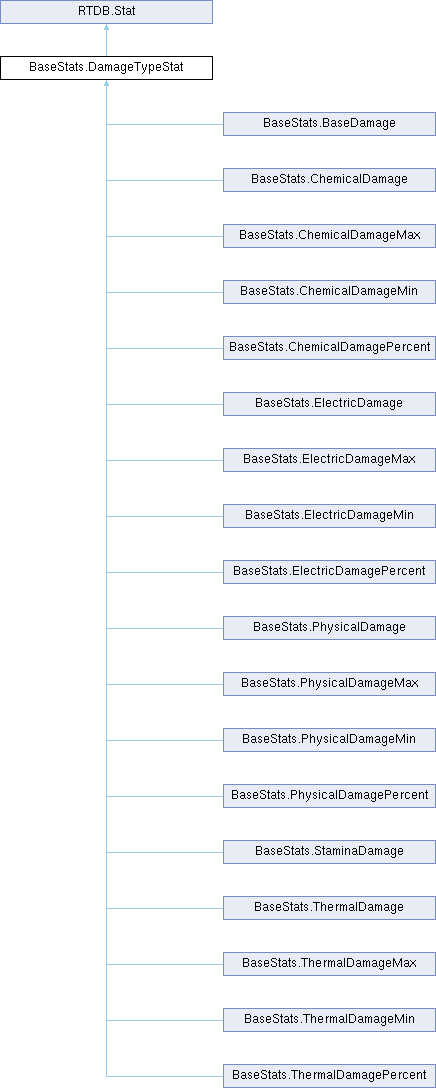 RTDB.Stat
BaseStats.DamageTypeStat
BaseStats.BaseDamage
BaseStats.ChemicalDamage
BaseStats.ChemicalDamageMax
BaseStats.ChemicalDamageMin
BaseStats.ChemicalDamagePercent
BaseStats.ElectricDamage
BaseStats.ElectricDamageMax
BaseStats.ElectricDamageMin
BaseStats.ElectricDamagePercent
BaseStats.PhysicalDamage
BaseStats.PhysicalDamageMax
BaseStats.PhysicalDamageMin
BaseStats.PhysicalDamagePercent
BaseStats.StaminaDamage
BaseStats.ThermalDamage
BaseStats.ThermalDamageMax
BaseStats.ThermalDamageMin
BaseStats.ThermalDamagePercent